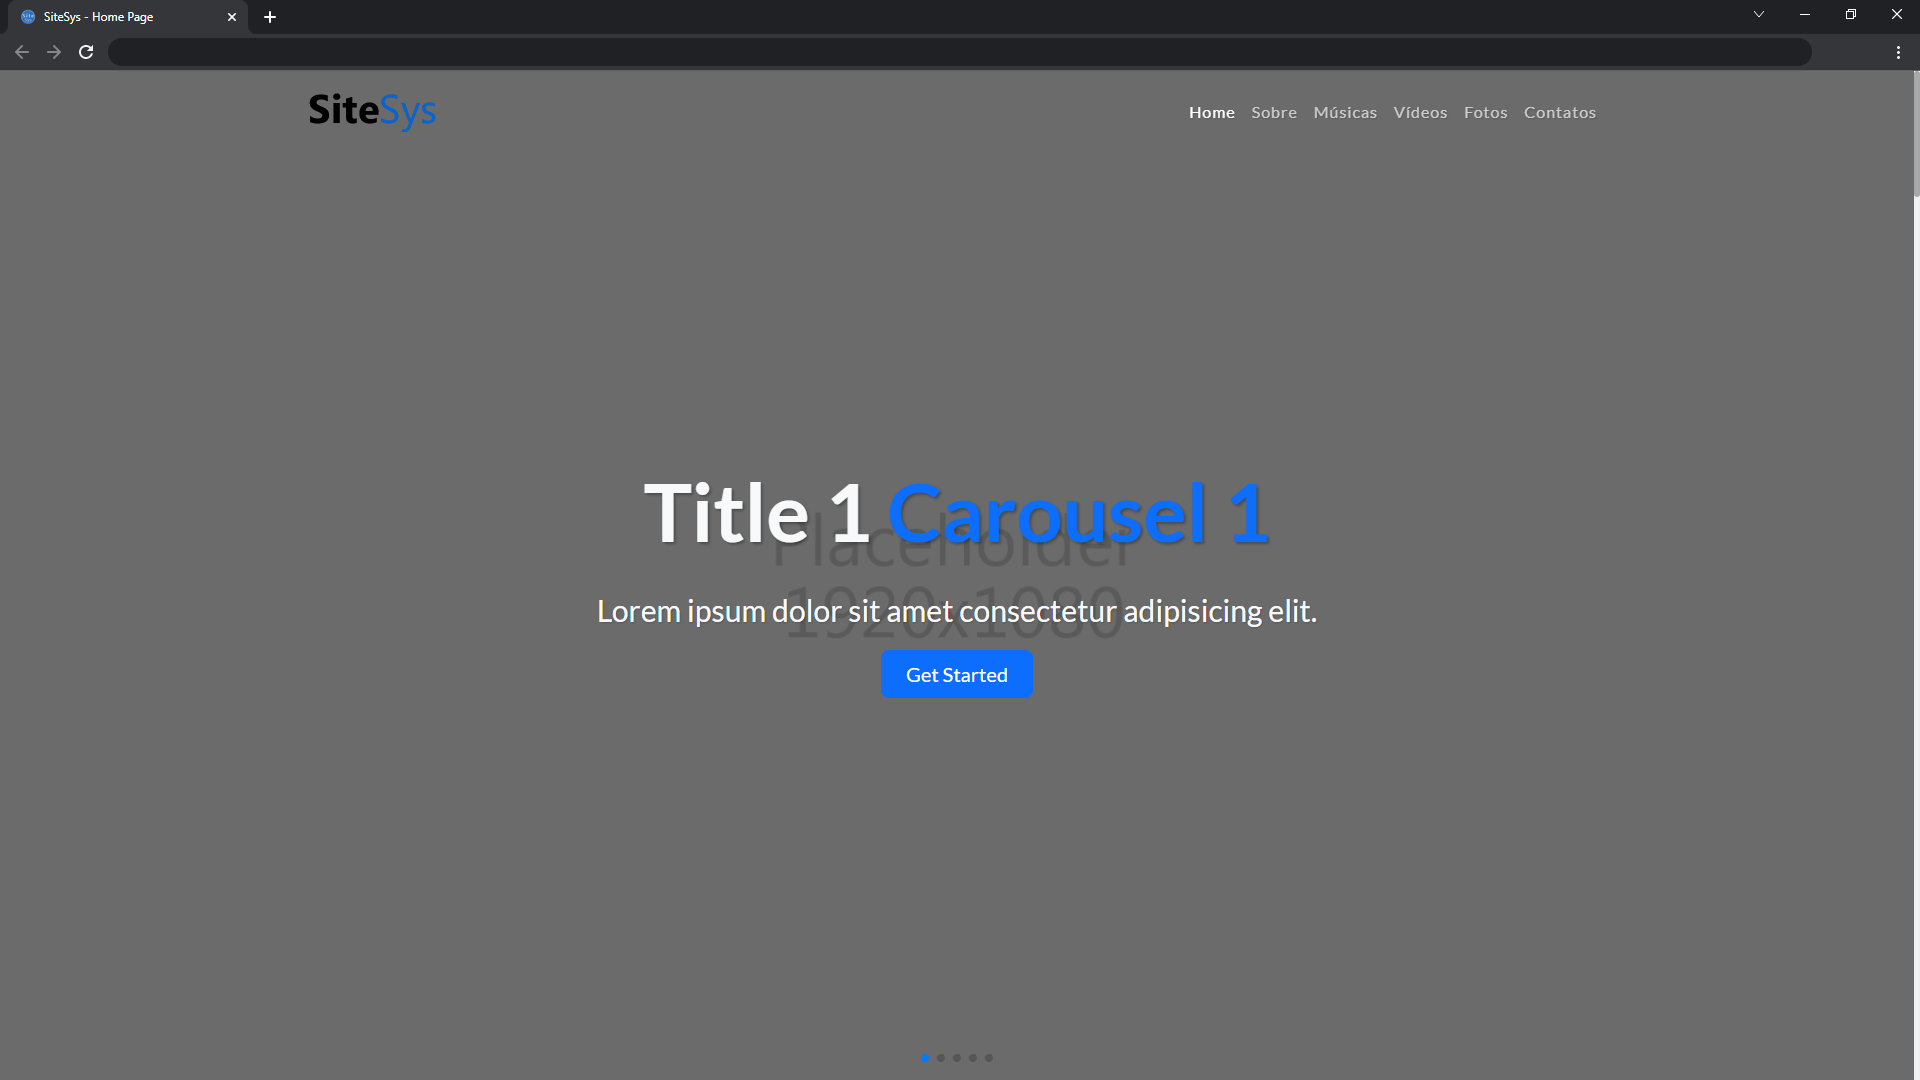 SiteSys - Home Page
SiteSys
Home Sobre Músicas Vídeos Fotos Contatos
Title 1 Carousel 1
Placeholder
Lorem ipsum dolor sit amet consectetur adipisicing elit.
1920x1080
Get Started